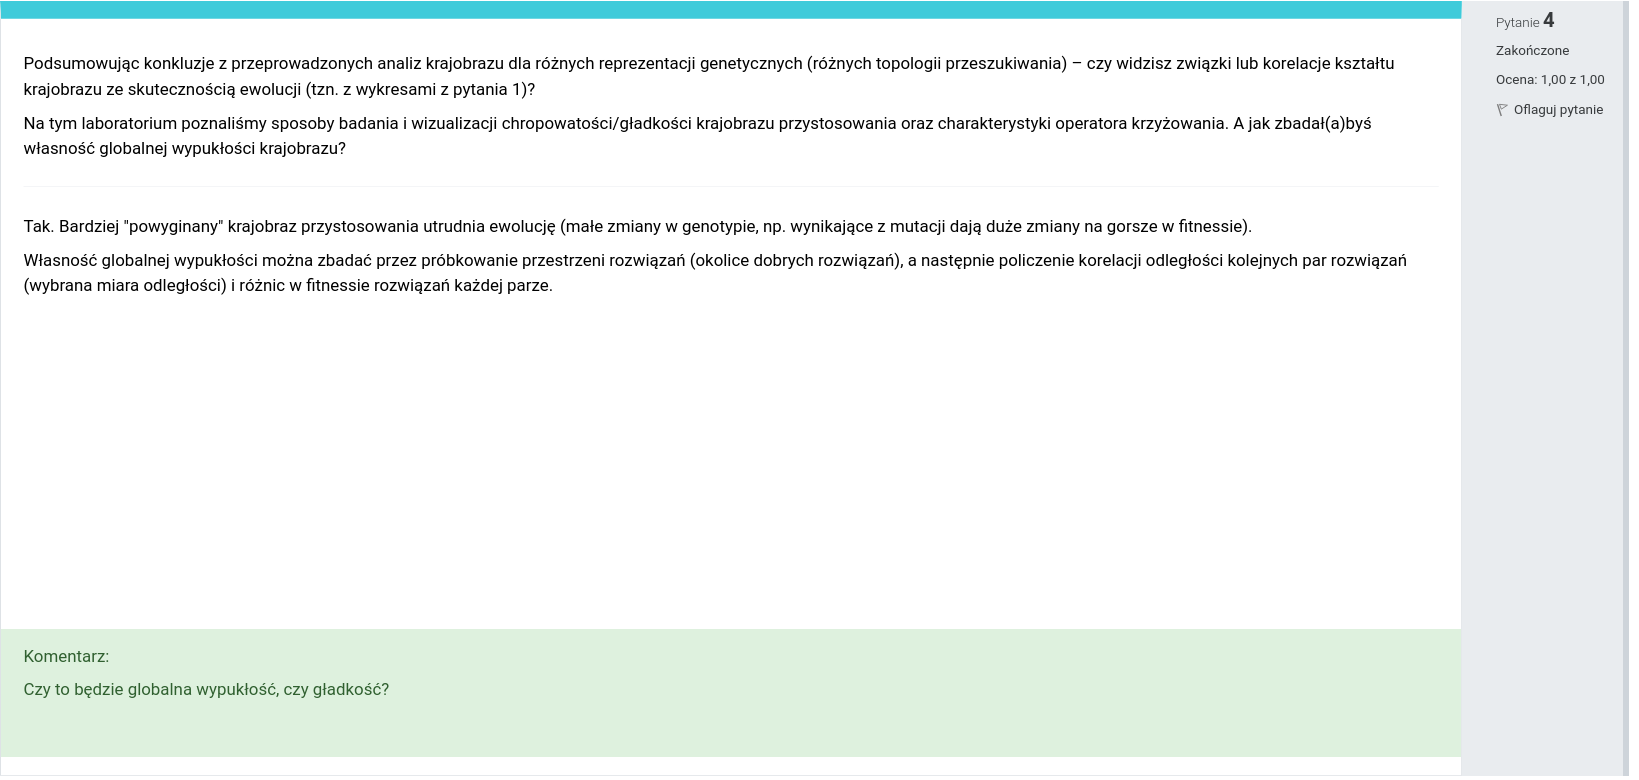 Podsumowując konkluzje z przeprowadzonych analiz krajobrazu dla różnych reprezentacji genetycznych (różnych topologii przeszukiwania) – czy widzisz związki lub korelacje kształtu
krajobrazu ze skutecznością ewolucji (tzn. z wykresami z pytania 1)?
Na tym laboratorium poznaliśmy sposoby badania i wizualizacji chropowatości/gładkości krajobrazu przystosowania oraz charakterystyki operatora krzyżowania. A jak zbadał(a)byś
własność globalnej wypukłości krajobrazu?
Tak. Bardziej "powyginany" krajobraz przystosowania utrudnia ewolucję (małe zmiany w genotypie, np. wynikające z mutacji dają duże zmiany na gorsze w fitnessie).
Własność globalnej wypukłości można zbadać przez próbkowanie przestrzeni rozwiązań (okolice dobrych rozwiązań), a następnie policzenie korelacji odległości kolejnych par rozwiązań
(wybrana miara odległości) i różnic w fitnessie rozwiązań każdej parze.
Komentarz:
Czy to będzie globalna wypukłość, czy gładkość?
Pytanie 4
Zakończone
Ocena: 1,00 z 1,00
Oflaguj pytanie